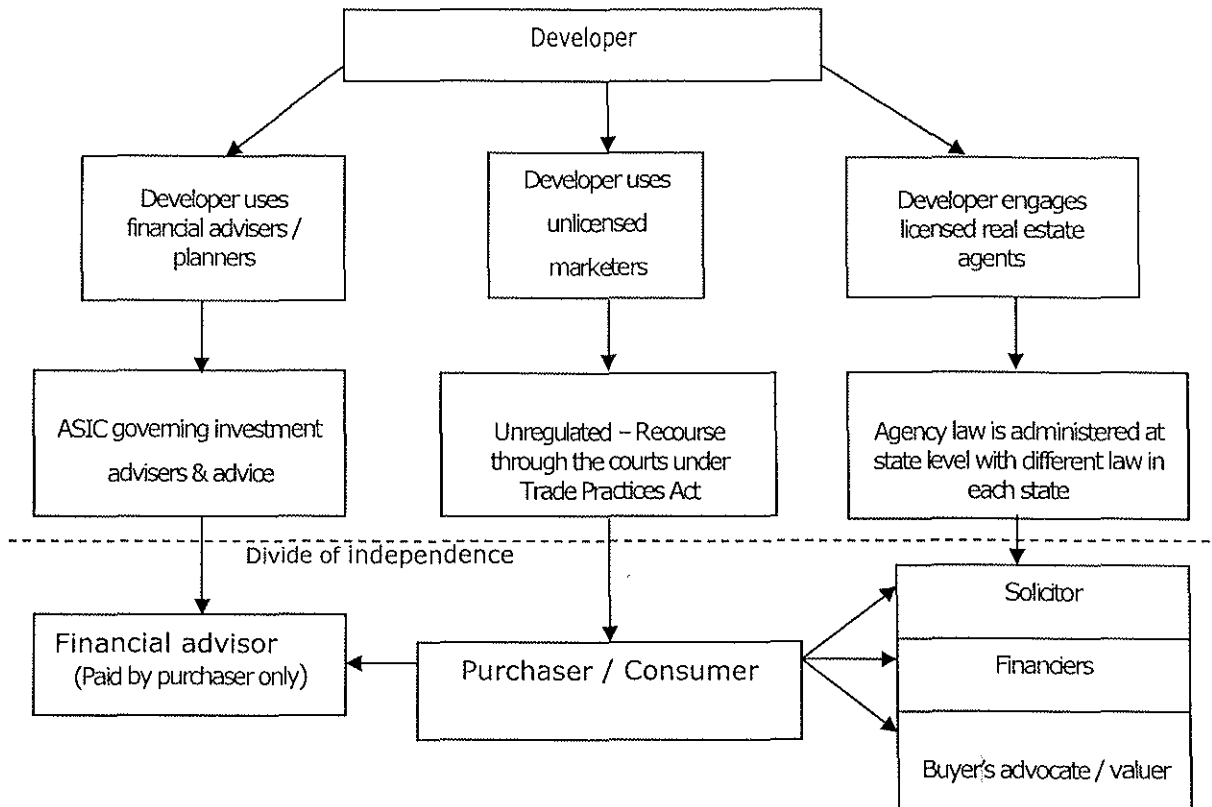 Developer
Developer uses
financial advisers /
planners
Developer uses
unlicensed
marketers
Developer engages
licensed real estate
agents
ASIC governing investment
advisers & advice
Unregulated – Recourse
through the courts under
Trade Practices Act
Agency law is administered at
state level with different law in
each state
Divide of independence
Financial advisor
(Paid by purchaser only)
Purchaser / Consumer
Solicitor
Financiers
Buyer's advocate / valuer